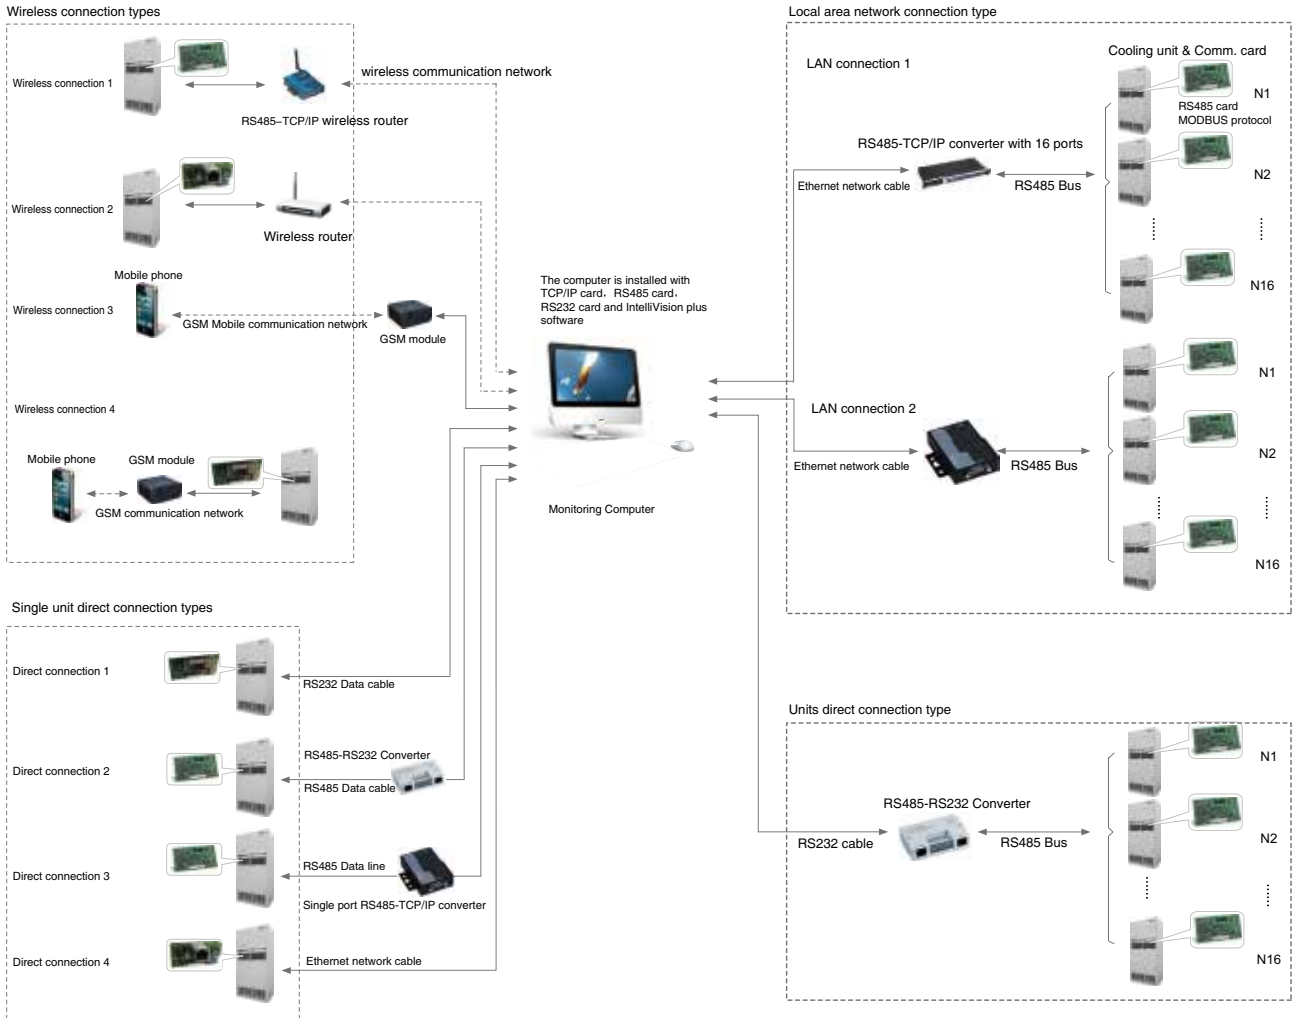 Wireless connection types
Wireless connection 1
wireless communication network
RS485–TCP/IP wireless router
Wireless connection 2
Wireless router
Mobile phone
Wireless connection 3
GSM Mobile communication network
GSM module
Wireless connection 4
Mobile phone
GSM module
GSM communication network
The computer is installed with
TCP/IP card，RS485 card，
RS232 card and IntelliVision plus
software
Monitoring Computer
Single unit direct connection types
Direct connection 1
RS232 Data cable
Direct connection 2
RS485-RS232 Converter
RS485 Data cable
Direct connection 3
RS485 Data line
Single port RS485-TCP/IP converter
Direct connection 4
Ethernet network cable
Local area network connection type
LAN connection 1
Cooling unit & Comm. card
N1
RS485 card
MODBUS protocol
RS485-TCP/IP converter with 16 ports
Ethernet network cable
RS485 Bus
N2
N16
LAN connection 2
Ethernet network cable
RS485 Bus
N1
N2
N16
Units direct connection type
RS485-RS232 Converter
RS232 cable
RS485 Bus
N1
N2
N16